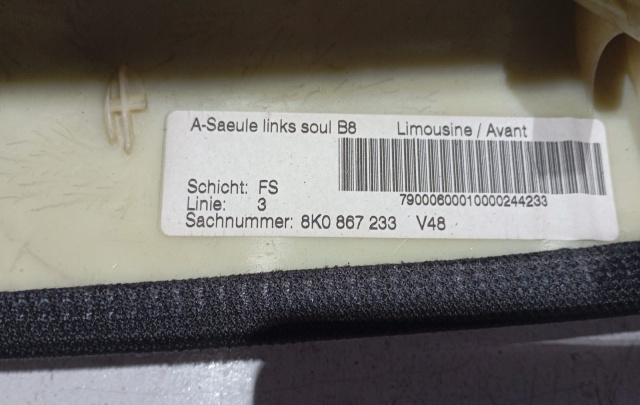 A-Saeule links soul B8 Limousine / Avant
79000600010000244233
Schicht: FS
Linie: 3
Sachnummer: 8K0 867 233 V48